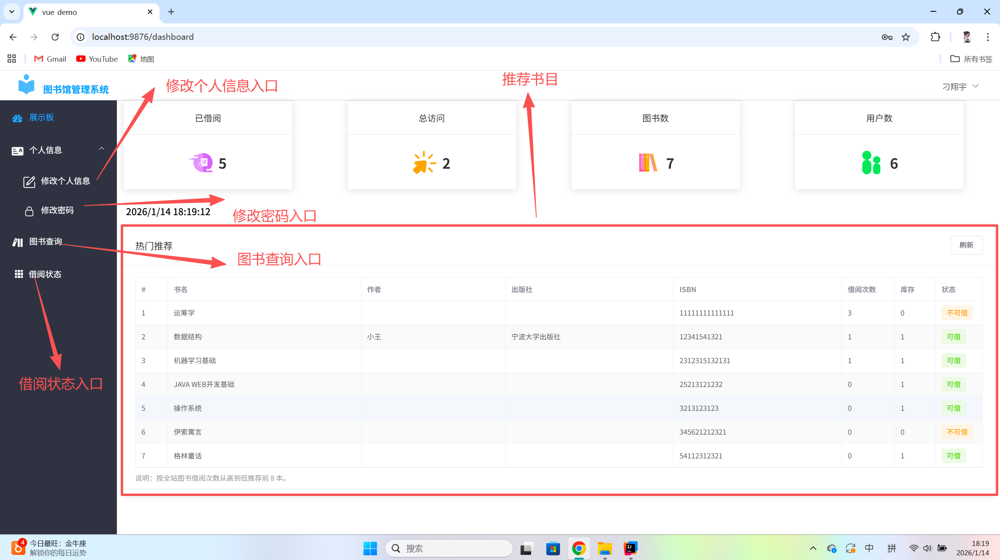 vue demo
localhost:9876/dashboard
Gmail
YouTube
地图
所有书签
图书馆管理系统
修改个人信息入口
推荐书目
刁翔宇
展示板
个人信息
修改个人信息
修改密码
图书查询
借阅状态
借阅状态入口
已借阅
总访问
图书数
用户数
5
2
7
6
2026/1/14 18:19:12
修改密码入口
热门推荐
刷新
图书查询入口
# 书名 作者 出版社 ISBN 借阅次数 库存 状态
1 运筹学 11111111111111 3 0 不可借
2 数据结构 小王 宁波大学出版社 12341541321 1 1 可借
3 机器学习基础 2312315132131 1 1 可借
4 JAVA WEB开发基础 25213121232 0 1 可借
5 操作系统 3213123123 0 1 可借
6 伊索寓言 345621212321 0 0 不可借
7 格林童话 54112312321 0 1 可借
说明：按全站图书借阅次数从高到低推荐前 8 本。
4
今日最旺：金牛座
解锁你的每日运势
搜索
IJ
中
拼
18:19
2026/1/14